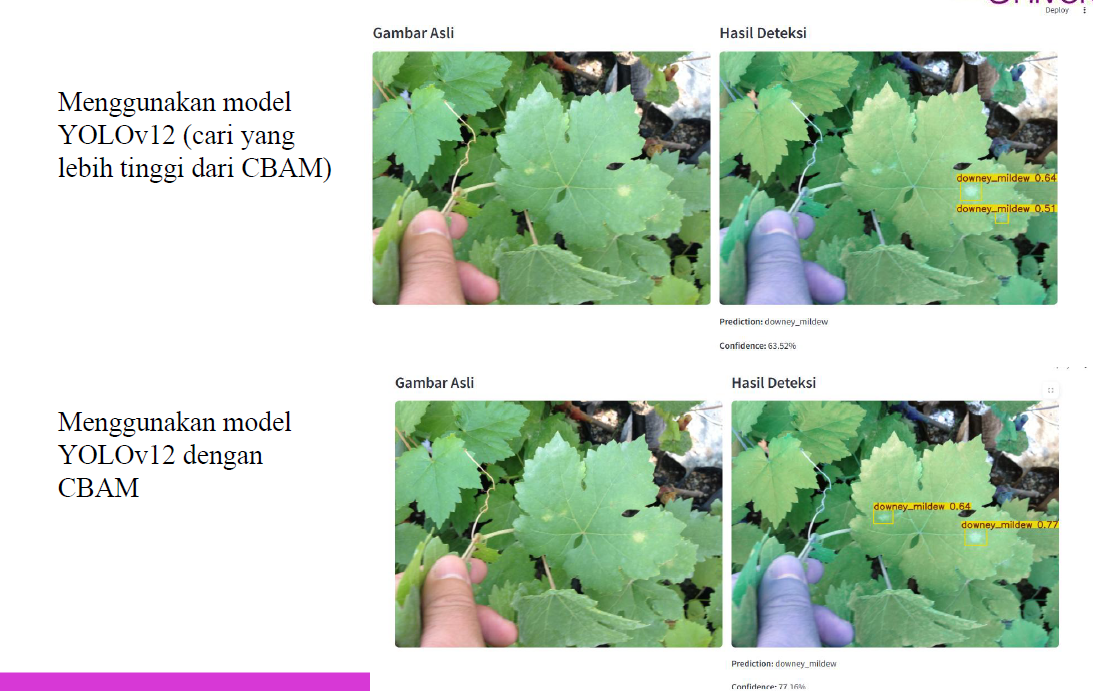 Deploy
Gambar Asli
Hasil Deteksi
Menggunakan model
YOLOv12 (cari yang
lebih tinggi dari CBAM)
downey_mildew 0.64
downey_mildew 0.51
Prediction: downey_mildew
Confidence: 63.52%
Gambar Asli
Hasil Deteksi
Menggunakan model
YOLOv12 dengan
CBAM
downey_mildew 0.64
downey_mildew 0.77
Prediction: downey_mildew
Confidence: 77.16%